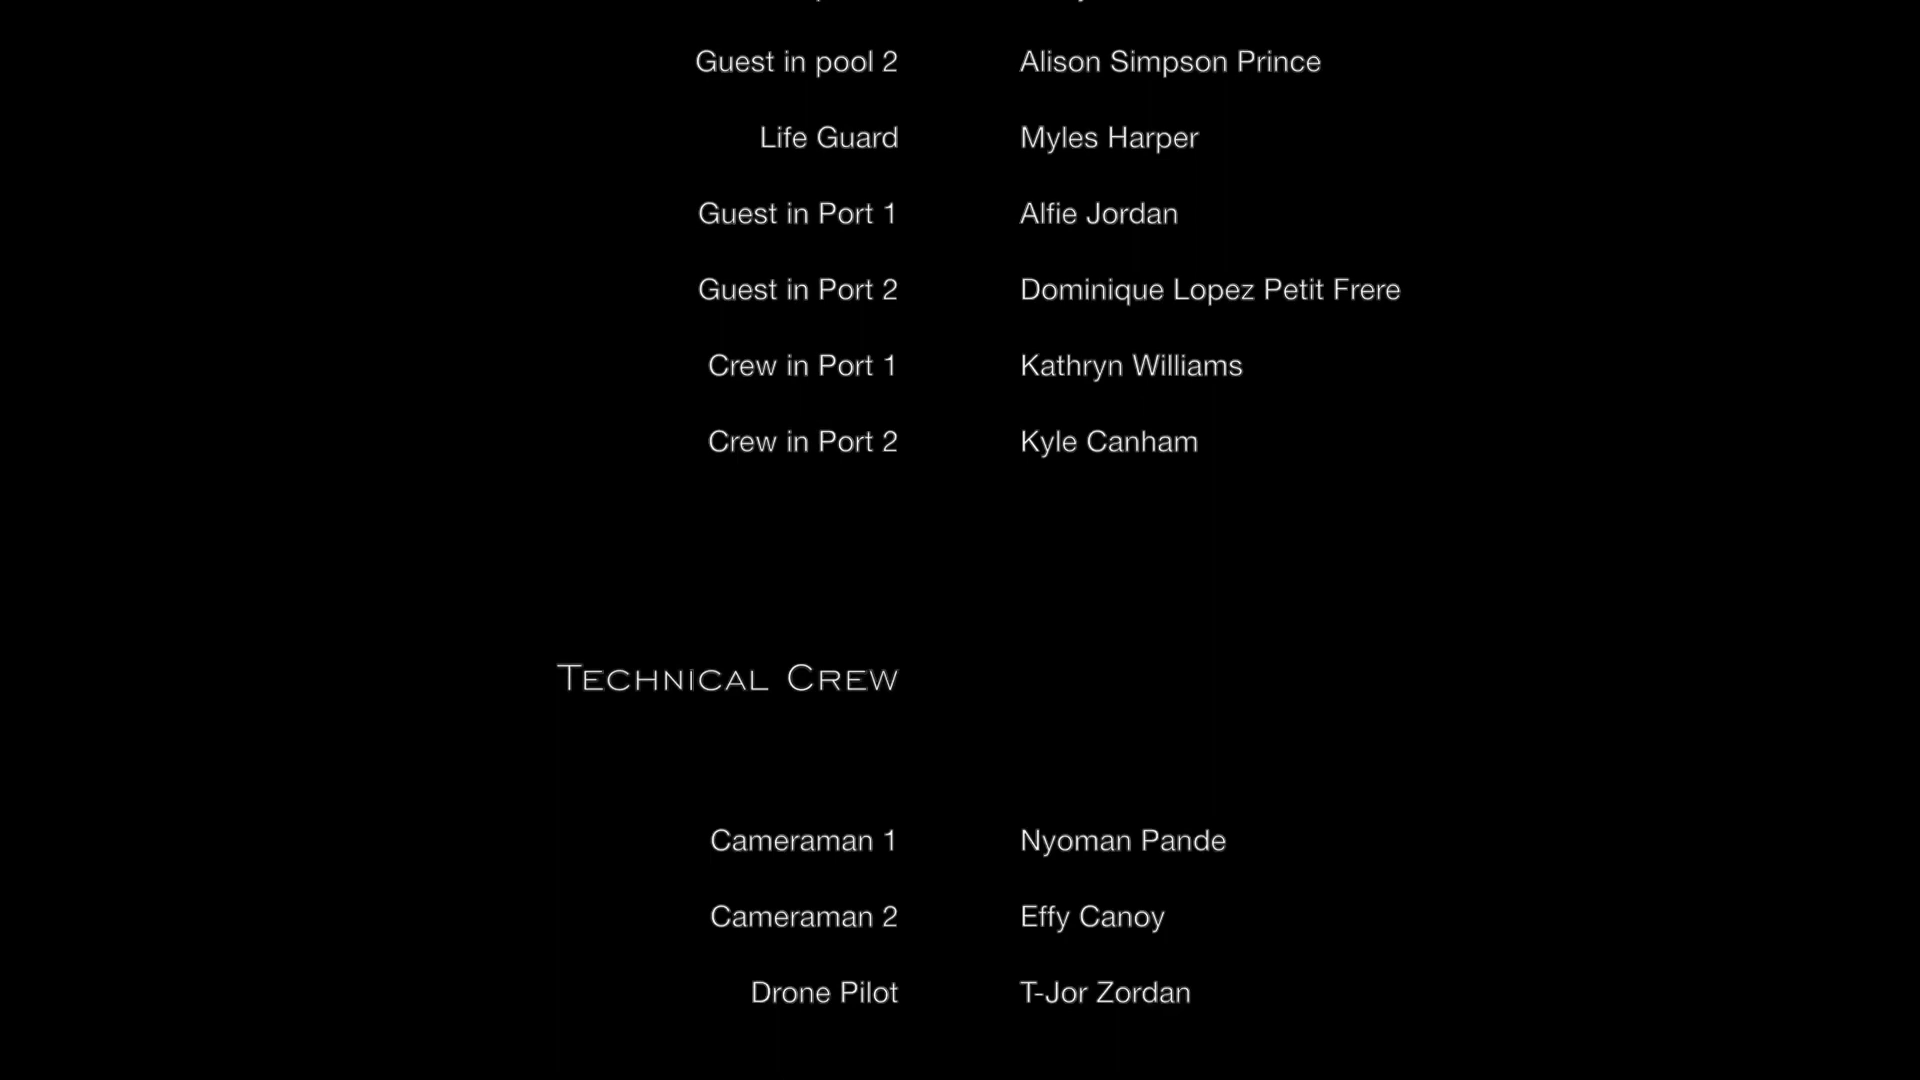 Guest in pool 2 Alison Simpson Prince
Life Guard Myles Harper
Guest in Port 1 Alfie Jordan
Guest in Port 2 Dominique Lopez Petit Frere
Crew in Port 1 Kathryn Williams
Crew in Port 2 Kyle Canham
Technical Crew
Cameraman 1 Nyoman Pande
Cameraman 2 Effy Canoy
Drone Pilot T-Jor Zordan